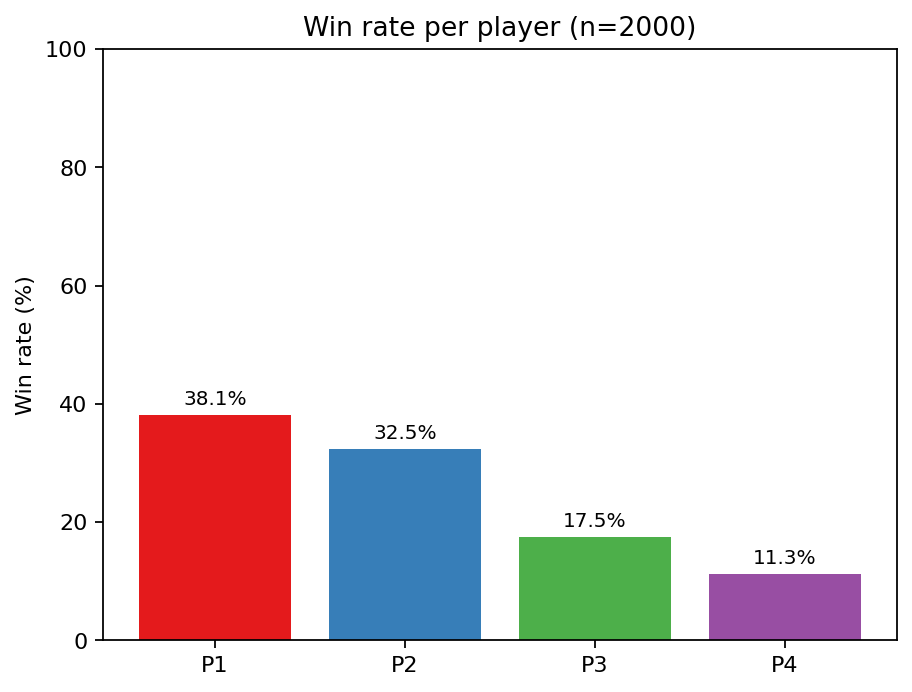 Win rate per player (n=2000)
Win rate (%)
100
80
60
40
20
0
38.1%
32.5%
17.5%
11.3%
P1
P2
P3
P4